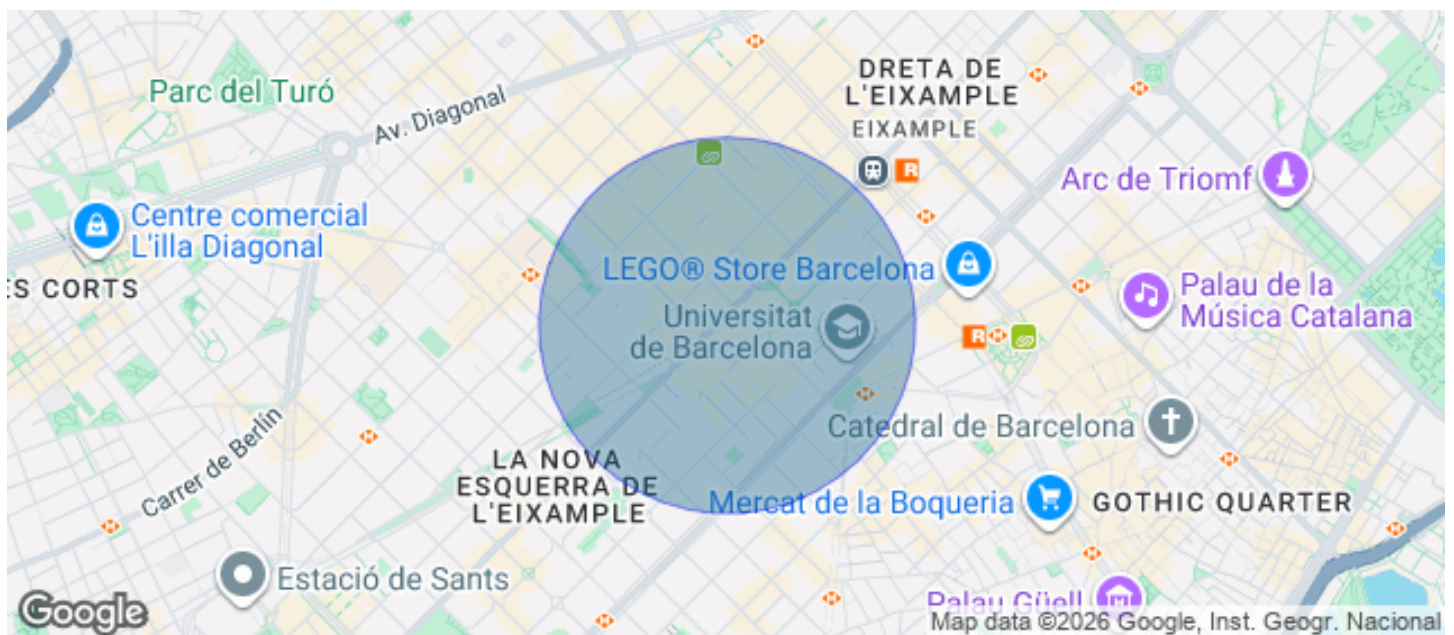 DRETA DE
L'EIXAMPLE
EIXAMPLE
Parc del Turó
Av. Diagonal
R
Arc de Triomf
Centre comercial
L'illa Diagonal
LEGO® Store Barcelona
S CORTS
Palau de la
Música Catalana
Universitat
de Barcelona
R
Catedral de Barcelona
Carrer de Berlín
LA NOVA
ESQUERRA DE
L'EIXAMPLE
Mercat de la Boqueria
GOTHIC QUARTER
Estació de Sants
Palau Güell
Google
Map data ©2026 Google, Inst. Geogr. Nacional